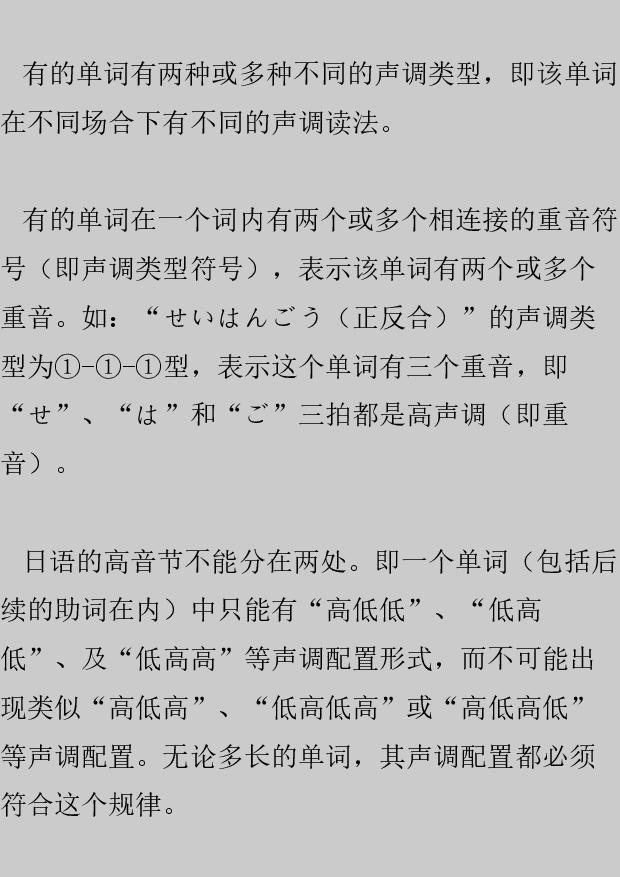 有的单词有两种或多种不同的声调类型，即该单词
在不同场合下有不同的声调读法。
有的单词在一个词内有两个或多个相连接的重音符
号（即声调类型符号），表示该单词有两个或多个
重音。如：“せいはんごう（正反合）”的声调类
型为①-①-①型，表示这个单词有三个重音，即
“せ”、“は”和“ご”三拍都是高声调（即重
音）。
日语的高音节不能分在两处。即一个单词（包括后
续的助词在内）中只能有“高低低”、“低高
低”、及“低高高”等声调配置形式，而不可能出
现类似“高低高”、“低高低高”或“高低高低”
等声调配置。无论多长的单词，其声调配置都必须
符合这个规律。